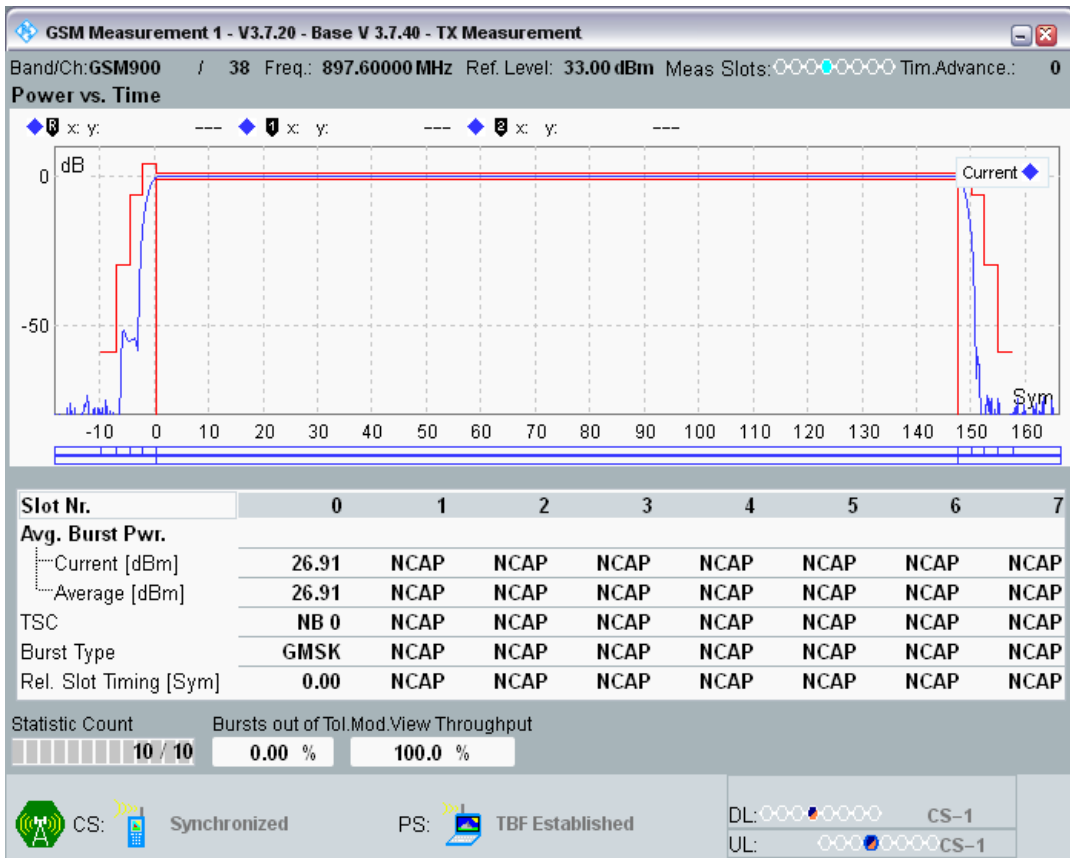 GSM Measurement 1 - V3.7.20 - Base V 3.7.40 - TX Measurement
Band/Ch:GSM900 / 38 Freq.: 897.60000 MHz Ref. Level: 33.00 dBm Meas Slots: Tim.Advance.: 0
Power vs. Time
R x: y: --- 1 x: y: --- 2 x: y: ---
dB
0
Current
-50
Sym
-10 0 10 20 30 40 50 60 70 80 90 100 110 120 130 140 150 160
Slot Nr. 0 1 2 3 4 5 6 7
Avg. Burst Pwr.
Current [dBm] 26.91 NCAP NCAP NCAP NCAP NCAP NCAP NCAP
Average [dBm] 26.91 NCAP NCAP NCAP NCAP NCAP NCAP NCAP
TSC NB 0 NCAP NCAP NCAP NCAP NCAP NCAP NCAP
Burst Type GMSK NCAP NCAP NCAP NCAP NCAP NCAP NCAP
Rel. Slot Timing [Sym] 0.00 NCAP NCAP NCAP NCAP NCAP NCAP NCAP
Statistic Count Bursts out of Tol.Mod.View Throughput
10 / 10 0.00 % 100.0 %
CS: Synchronized PS: TBF Established
DL: CS-1
UL: CS-1